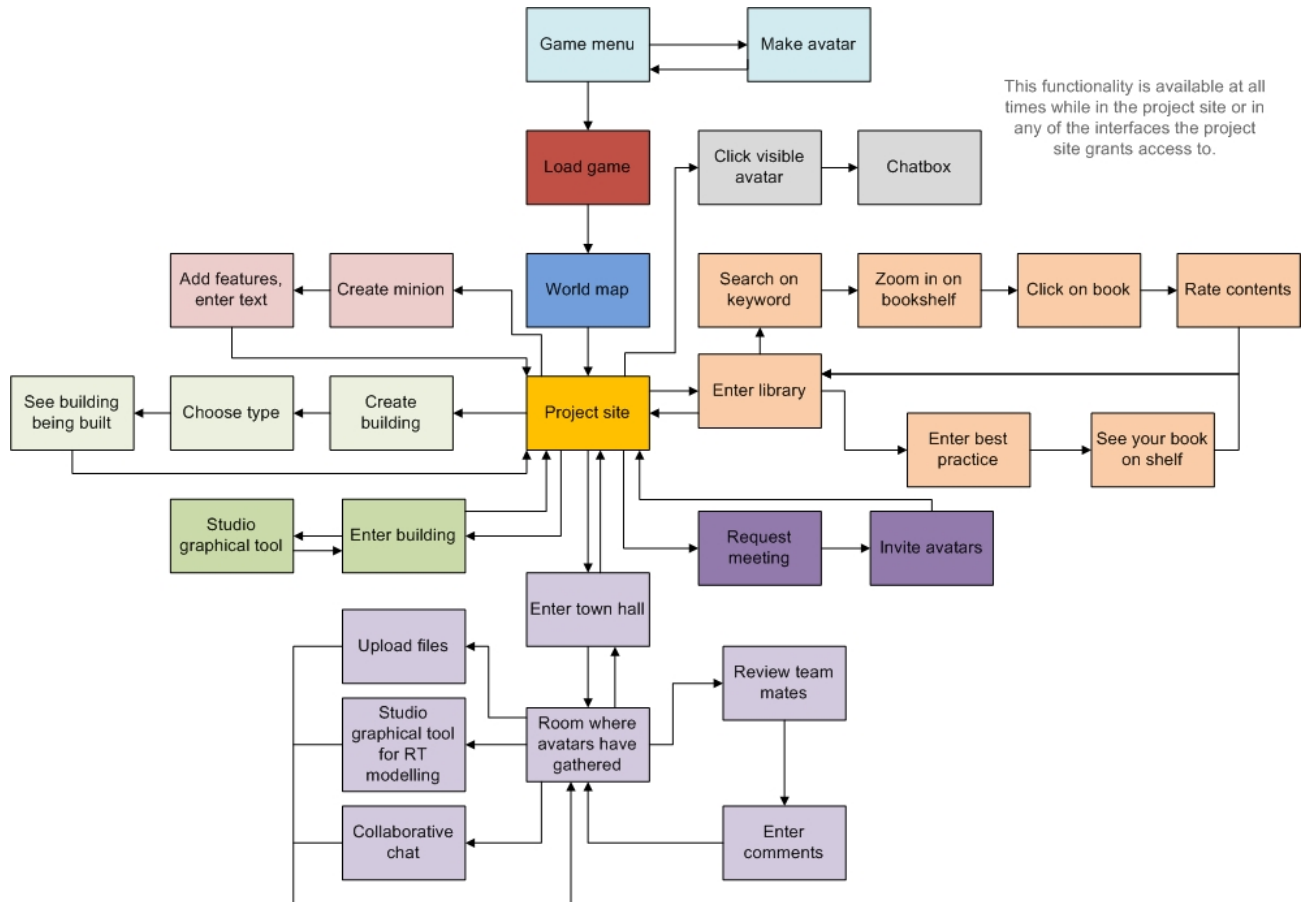 Game menu
Make avatar
This functionality is available at all
times while in the project site or in
any of the interfaces the project
site grants access to.
Load game
Click visible
avatar
Chatbox
Add features,
enter text
Create minion
World map
Search on
keyword
Zoom in on
bookshelf
Click on book
Rate contents
See building
being built
Choose type
Create
building
Project site
Enter library
Enter best
practice
See your book
on shelf
Studio
graphical tool
Enter building
Request
meeting
Invite avatars
Enter town hall
Upload files
Review team
mates
Studio
graphical tool
for RT
modelling
Room where
avatars have
gathered
Collaborative
chat
Enter
comments